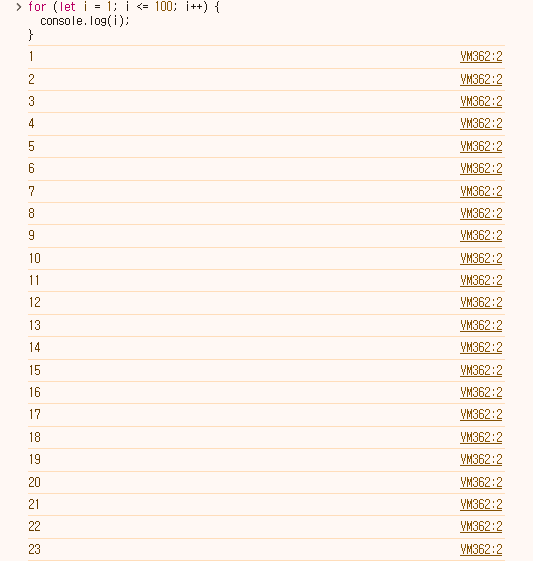 > for (let i = 1; i <= 100; i++) {
console.log(i);
}
1 VM362:2
2 VM362:2
3 VM362:2
4 VM362:2
5 VM362:2
6 VM362:2
7 VM362:2
8 VM362:2
9 VM362:2
10 VM362:2
11 VM362:2
12 VM362:2
13 VM362:2
14 VM362:2
15 VM362:2
16 VM362:2
17 VM362:2
18 VM362:2
19 VM362:2
20 VM362:2
21 VM362:2
22 VM362:2
23 VM362:2